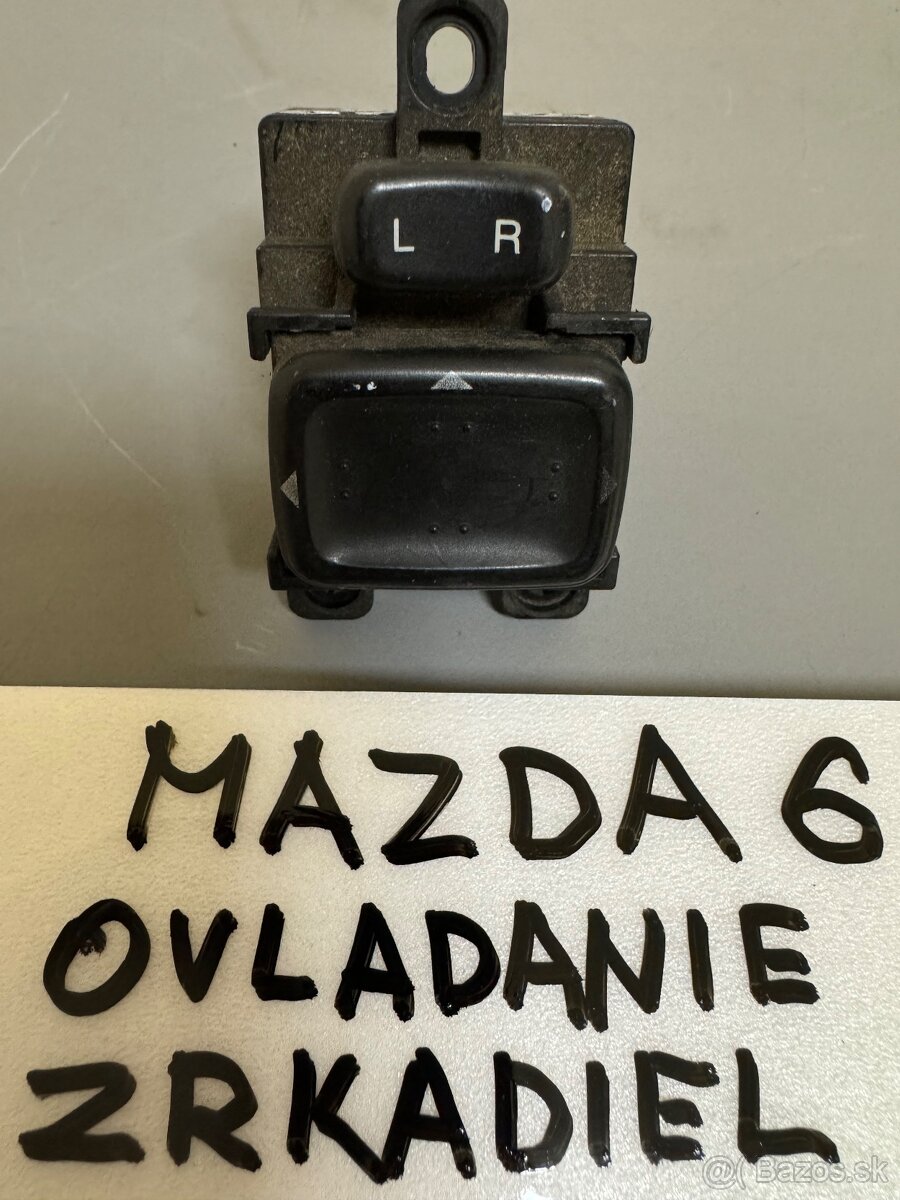 L R
MAZDA 6
OVLADANIE
ZRKADIEL
@( Bazos.sk